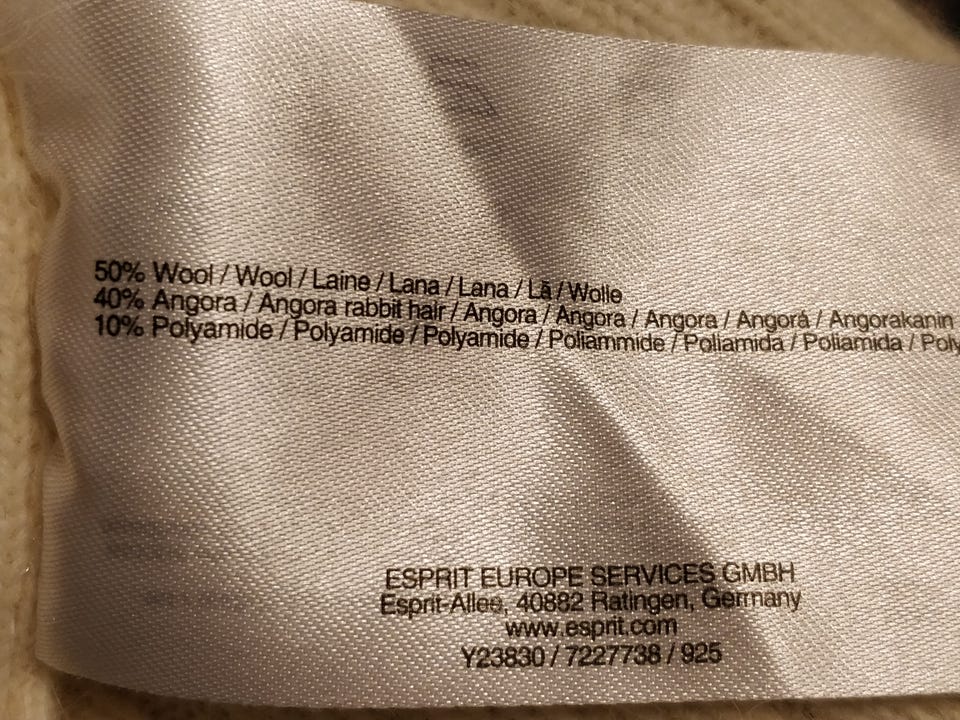 50% Wool / Wool / Laine / Lana / Lana / Lã / Wolle
40% Angora / Angora rabbit hair / Angora / Angora / Angora / Angorá / Angorakanin
10% Polyamide / Polyamide / Polyamide / Poliammide / Poliamida / Poliamida / Poly
ESPRIT EUROPE SERVICES GMBH
Esprit-Allee, 40882 Ratingen, Germany
www.esprit.com
Y23830 / 7227738 / 925